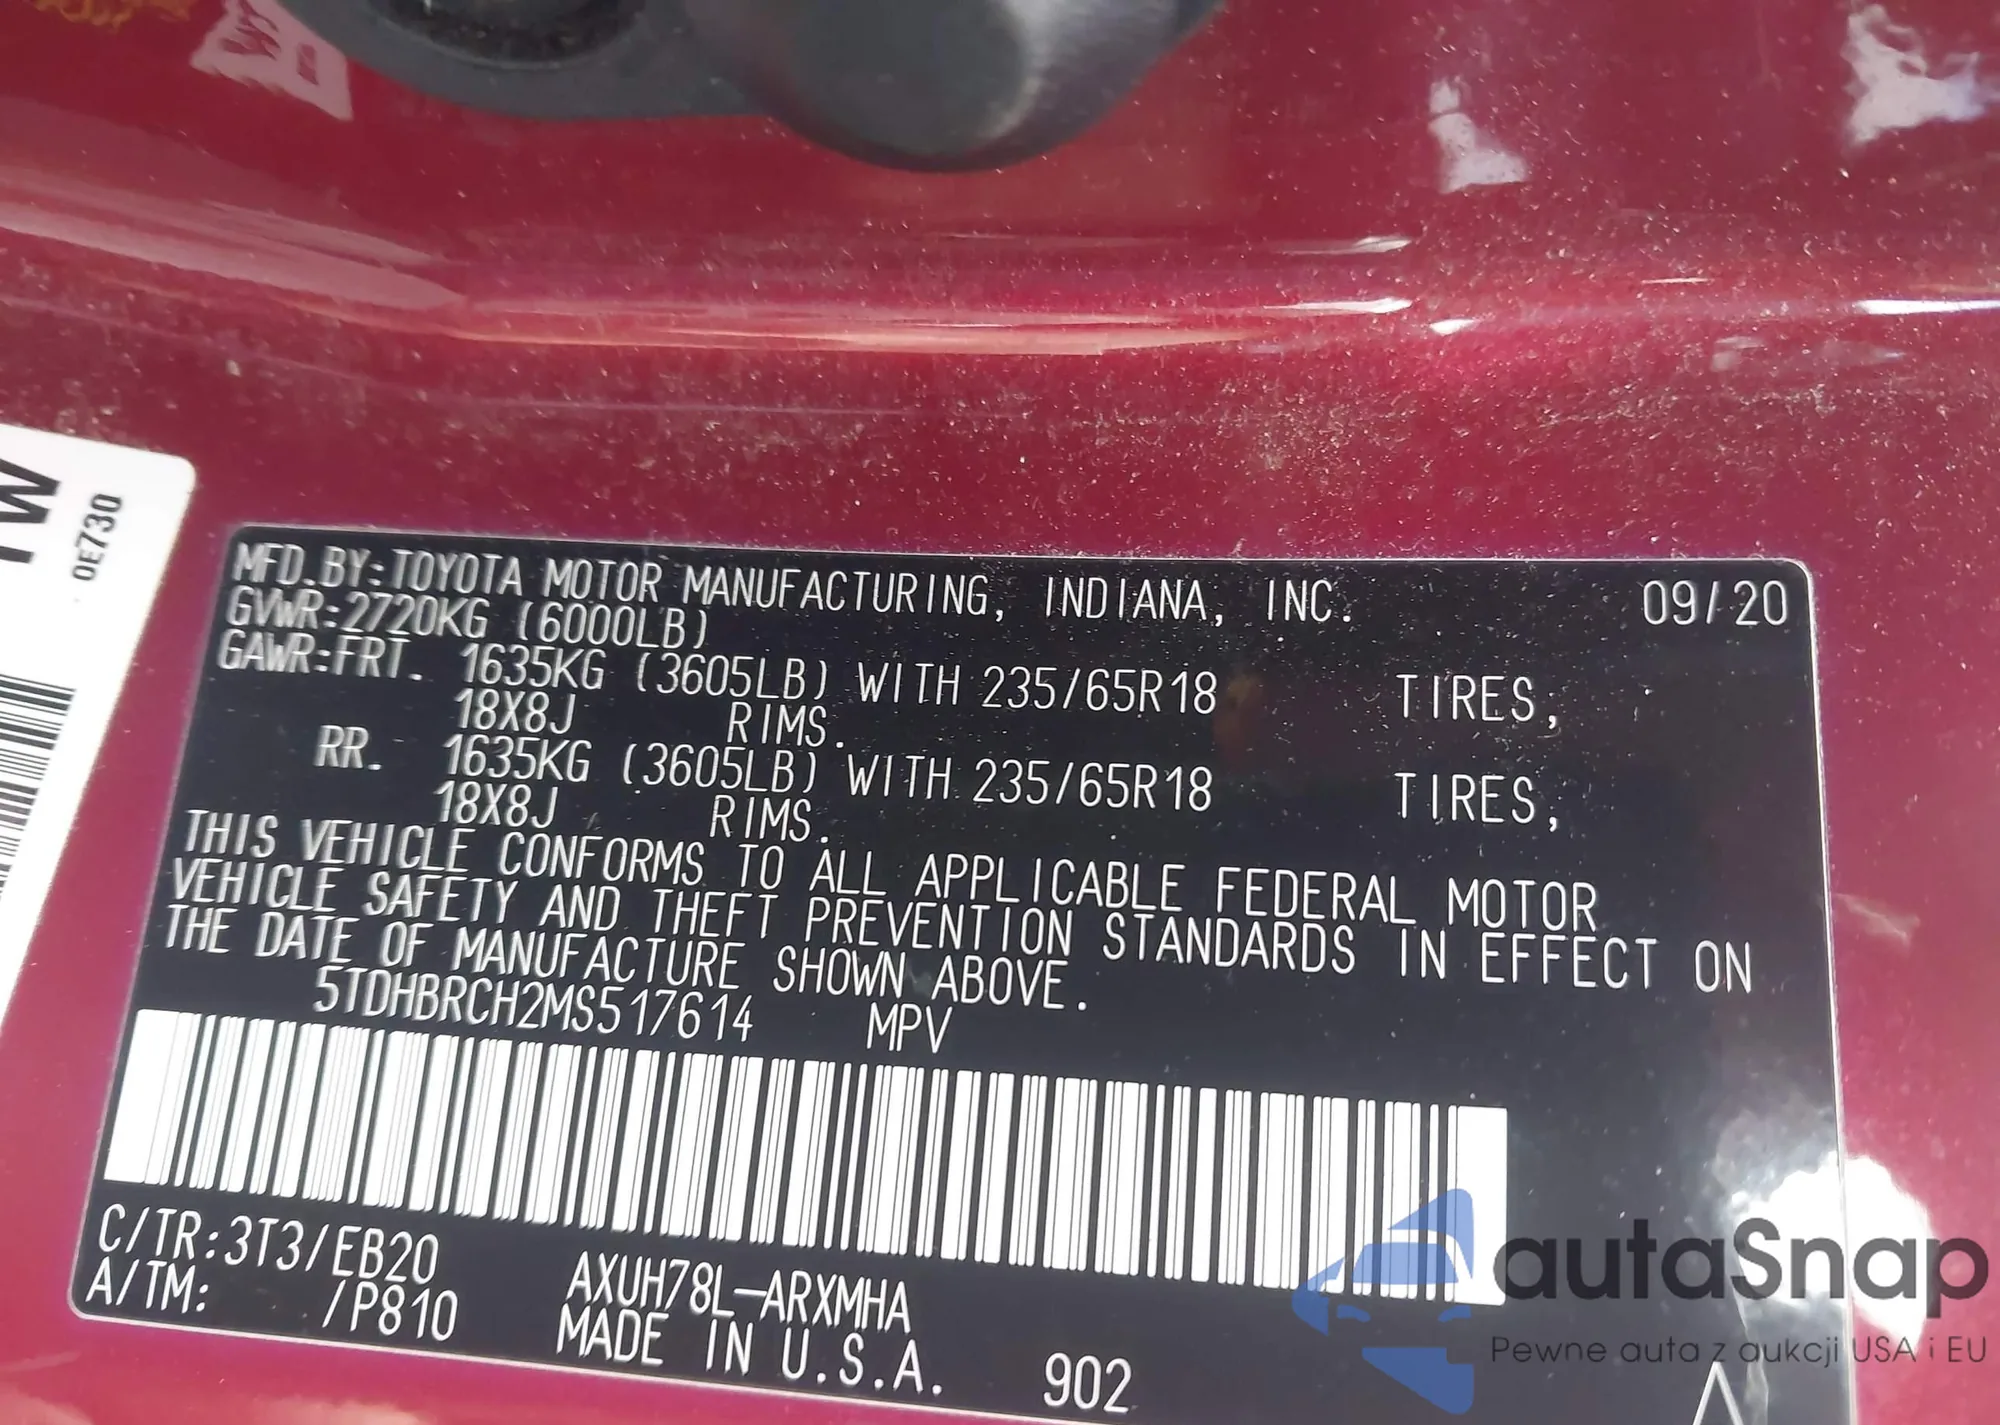 TW
OE730
MFD.BY:TOYOTA MOTOR MANUFACTURING, INDIANA, INC. 09/20
GVWR:2720KG (6000LB)
GAWR:FRT. 1635KG (3605LB) WITH 235/65R18 TIRES,
18X8J RIMS.
RR. 1635KG (3605LB) WITH 235/65R18 TIRES,
18X8J RIMS.
THIS VEHICLE CONFORMS TO ALL APPLICABLE FEDERAL MOTOR
VEHICLE SAFETY AND THEFT PREVENTION STANDARDS IN EFFECT ON
THE DATE OF MANUFACTURE SHOWN ABOVE.
5TDHBRCH2MS517614 MPV
C/TR:3T3/EB20
A/TM: /P810
AXUH78L-ARXMHA
MADE IN U.S.A.
902
autaSnap
Pewne auta z aukcji USA i EU